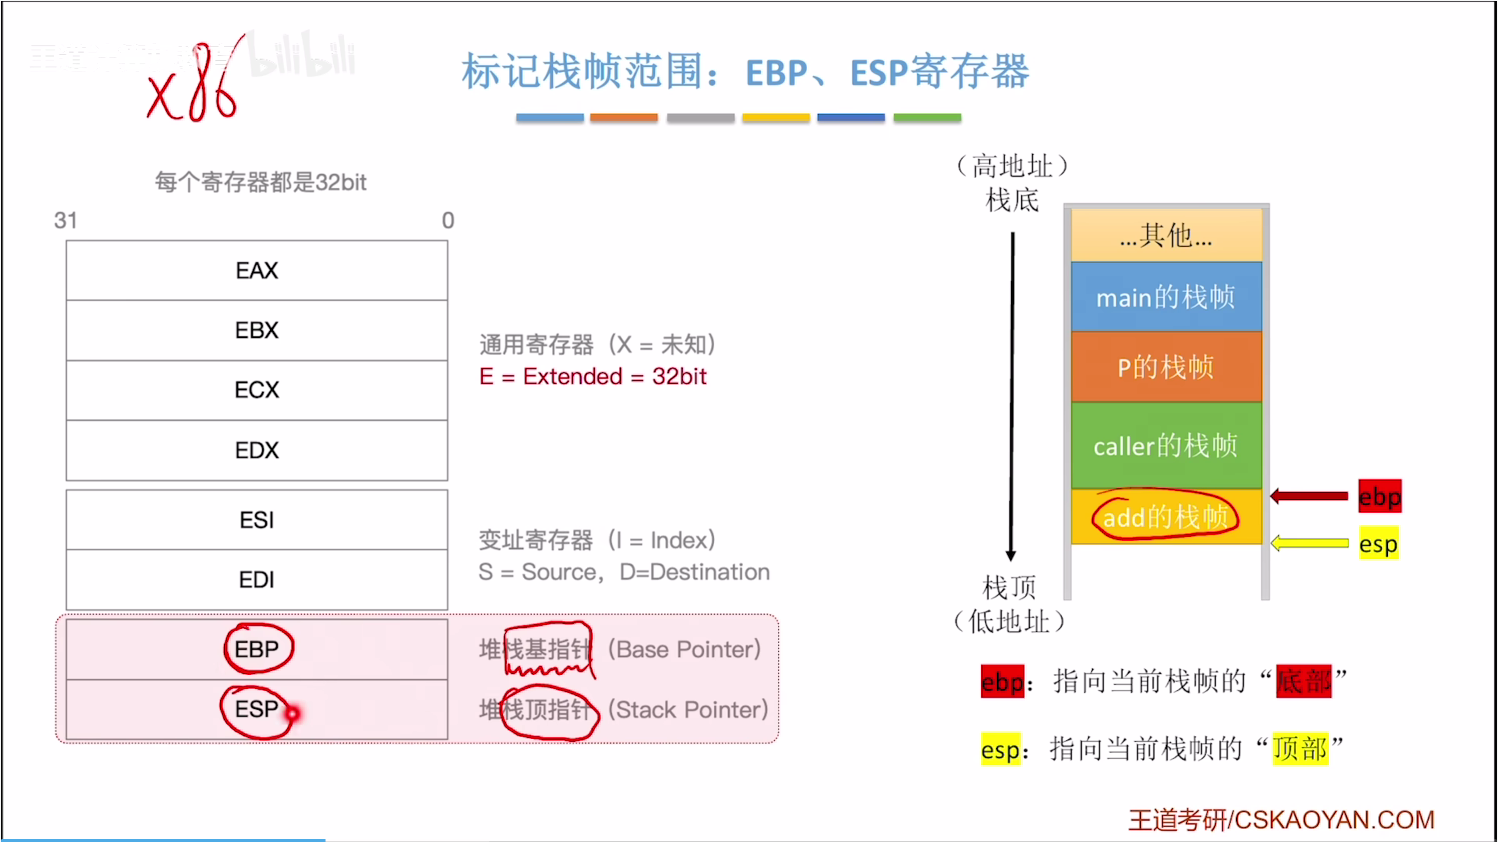 bilibili
x86
标记栈帧范围：EBP、ESP寄存器
每个寄存器都是32bit
31 0
EAX
EBX
ECX
EDX
通用寄存器（X = 未知）
E = Extended = 32bit
ESI
EDI
变址寄存器（I = Index）
S = Source，D=Destination
EBP
堆栈基指针（Base Pointer）
ESP
堆栈顶指针（Stack Pointer）
（高地址）
栈底
...其他...
main的栈帧
P的栈帧
caller的栈帧
add的栈帧
ebp
esp
栈顶
（低地址）
ebp：指向当前栈帧的“底部”
esp：指向当前栈帧的“顶部”
王道考研/CSKAOYAN.COM